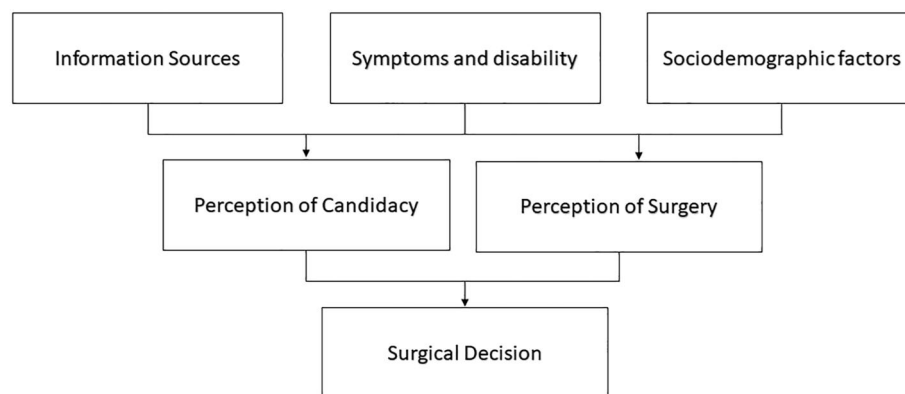 Information Sources
Symptoms and disability
Sociodemographic factors
Perception of Candidacy
Perception of Surgery
Surgical Decision